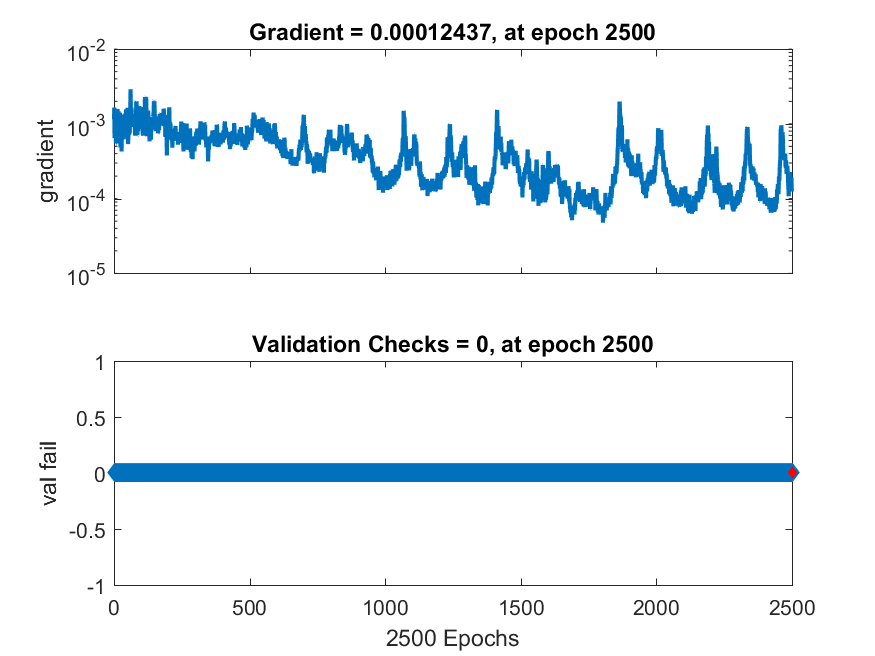 Gradient = 0.00012437, at epoch 2500
10^-2
10^-3
10^-4
10^-5
gradient
Validation Checks = 0, at epoch 2500
1
0.5
0
-0.5
-1
val fail
0 500 1000 1500 2000 2500
2500 Epochs